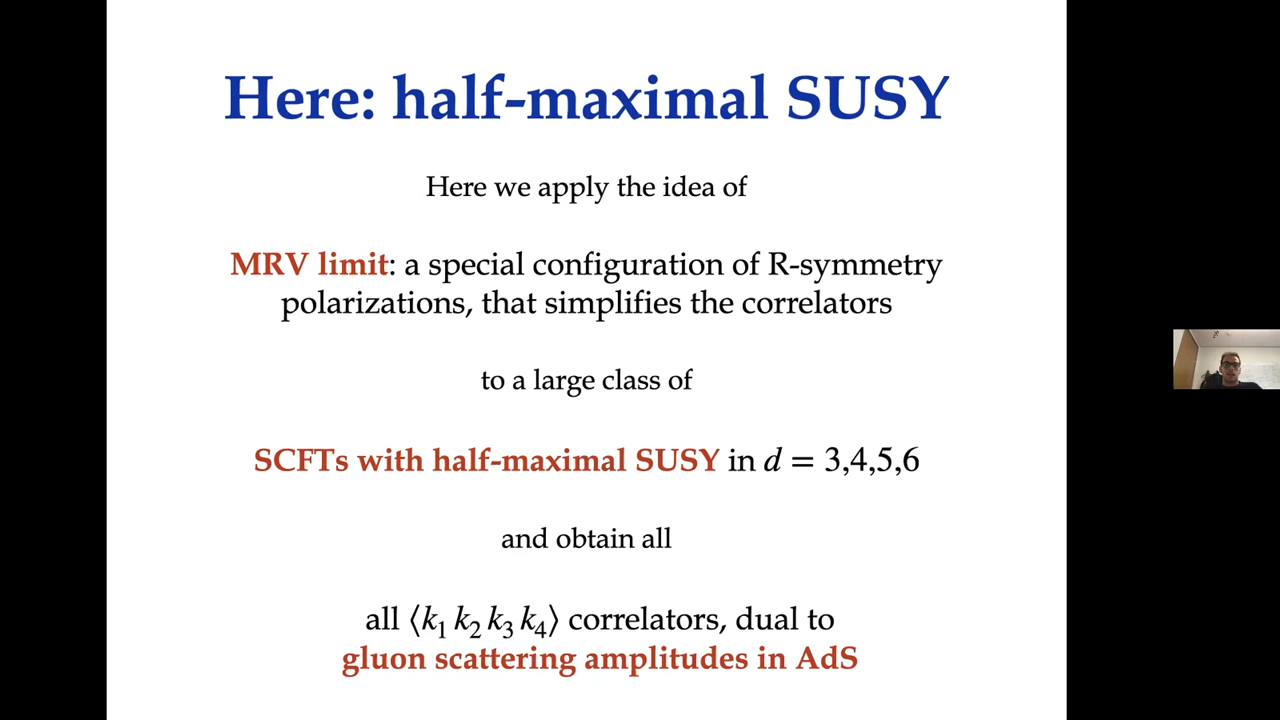 Here: half-maximal SUSY
Here we apply the idea of
MRV limit: a special configuration of R-symmetry
polarizations, that simplifies the correlators
to a large class of
SCFTs with half-maximal SUSY in d = 3,4,5,6
and obtain all
all ⟨k₁ k₂ k₃ k₄⟩ correlators, dual to
gluon scattering amplitudes in AdS